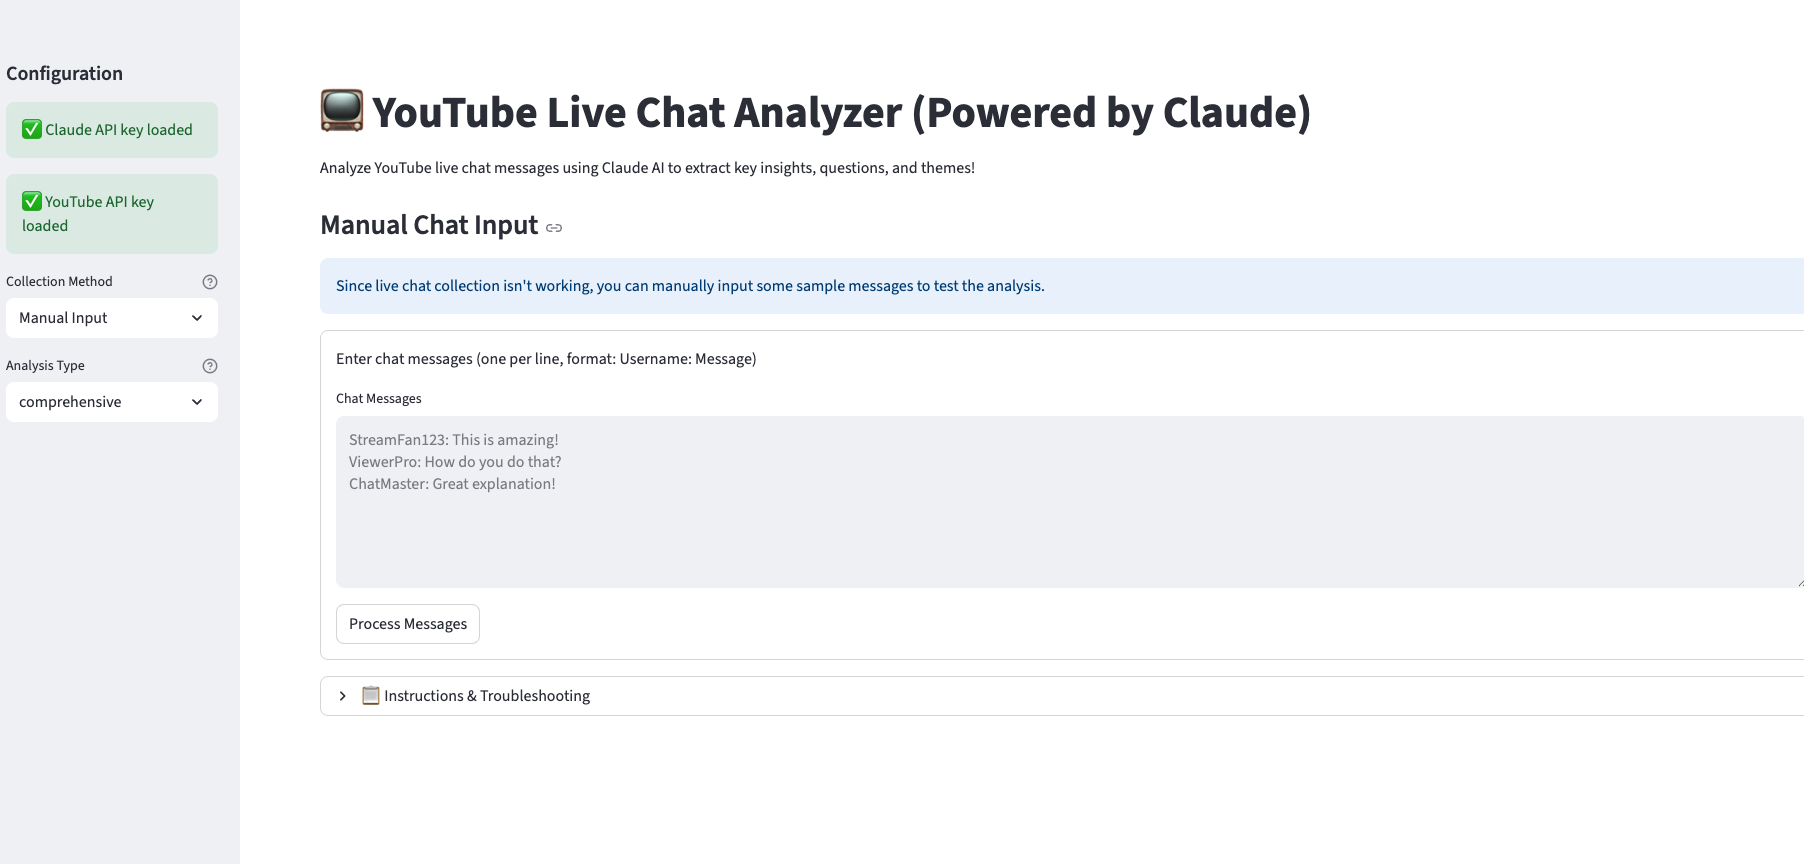 Configuration
✅ Claude API key loaded
✅ YouTube API key
loaded
Collection Method
Manual Input
Analysis Type
comprehensive
📺 YouTube Live Chat Analyzer (Powered by Claude)
Analyze YouTube live chat messages using Claude AI to extract key insights, questions, and themes!
Manual Chat Input
Since live chat collection isn't working, you can manually input some sample messages to test the analysis.
Enter chat messages (one per line, format: Username: Message)
Chat Messages
StreamFan123: This is amazing!
ViewerPro: How do you do that?
ChatMaster: Great explanation!
Process Messages
📋 Instructions & Troubleshooting